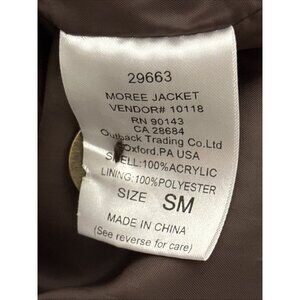 29663
MOREE JACKET
VENDOR# 10118
RN 90143
CA 28684
Outback Trading Co.Ltd
Oxford.PA USA
SHELL:100%ACRYLIC
LINING:100%POLYESTER
SIZE SM
MADE IN CHINA
(See reverse for care)